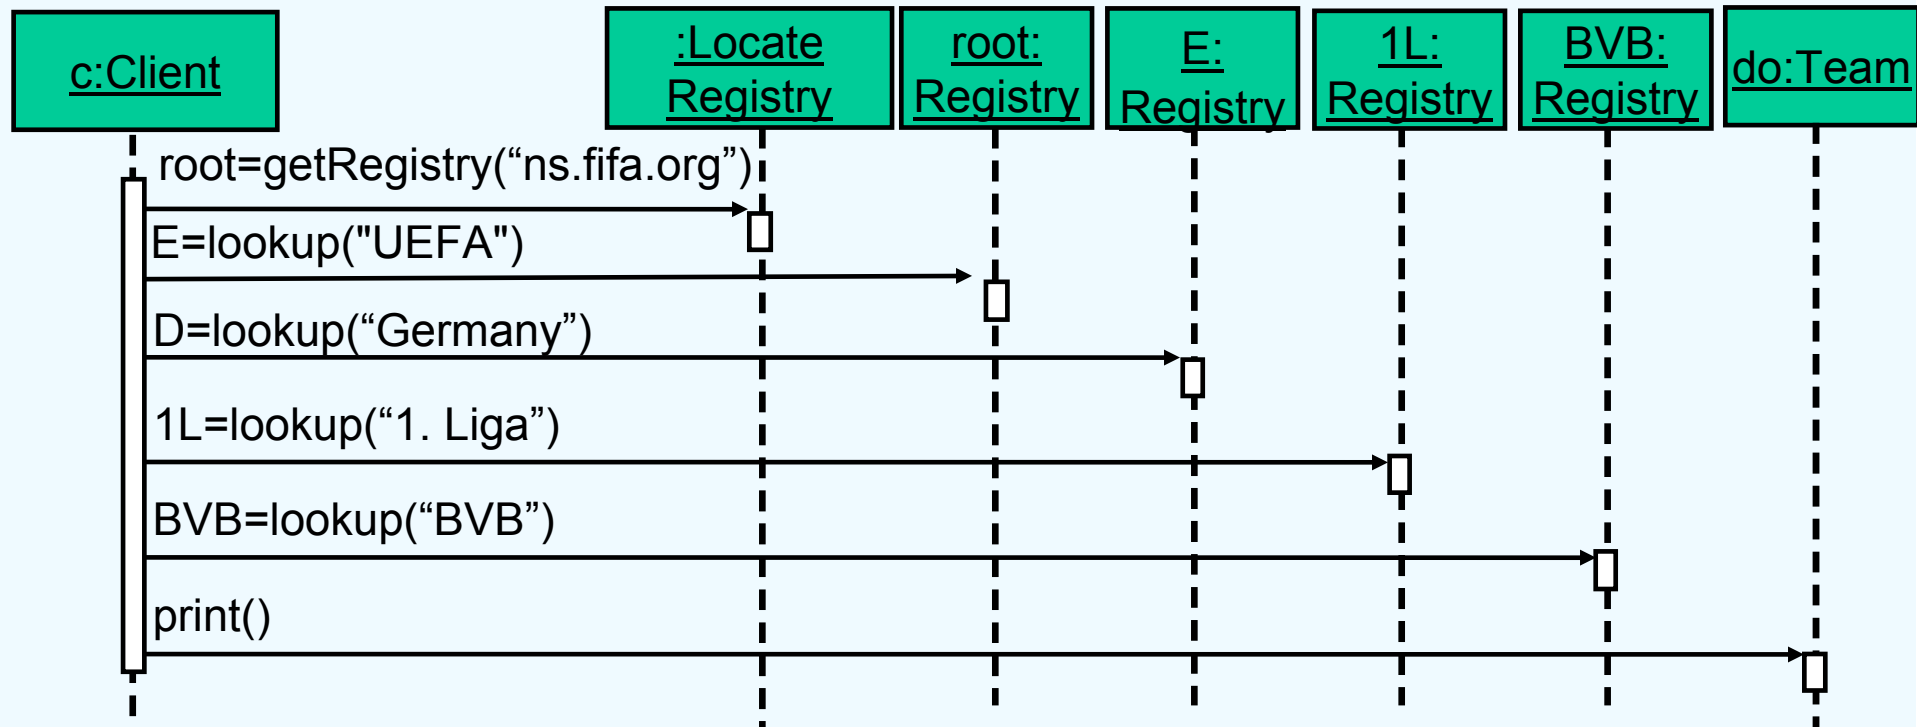 c:Client
:Locate
Registry
root:
Registry
E:
Registry
1L:
Registry
BVB:
Registry
do:Team
root=getRegistry(“ns.fifa.org”)
E=lookup("UEFA")
D=lookup(“Germany”)
1L=lookup(“1. Liga”)
BVB=lookup(“BVB”)
print()